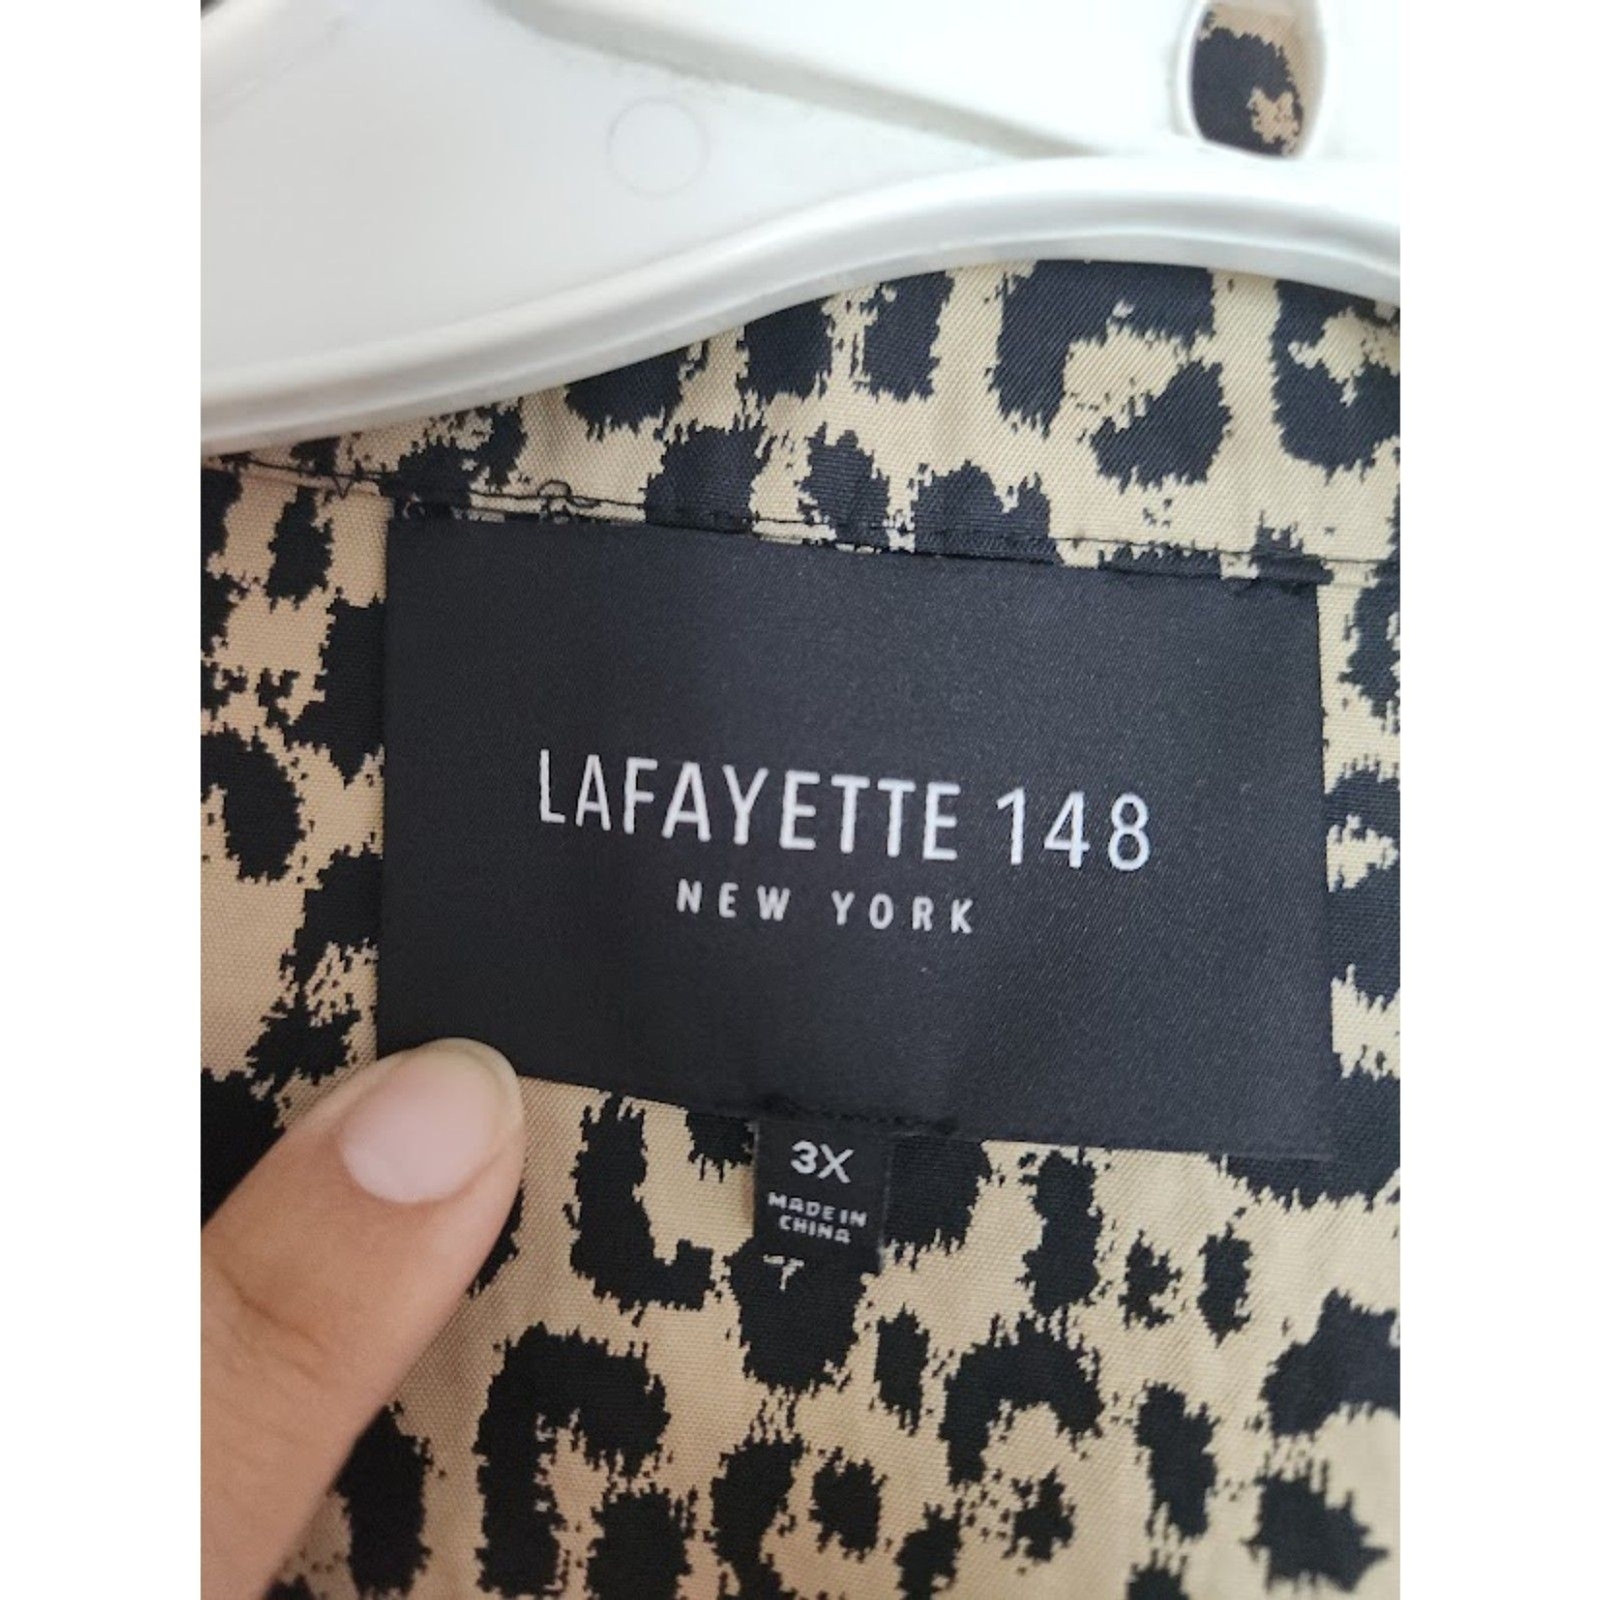 LAFAYETTE 148
NEW YORK
3X
MADE IN
CHINA